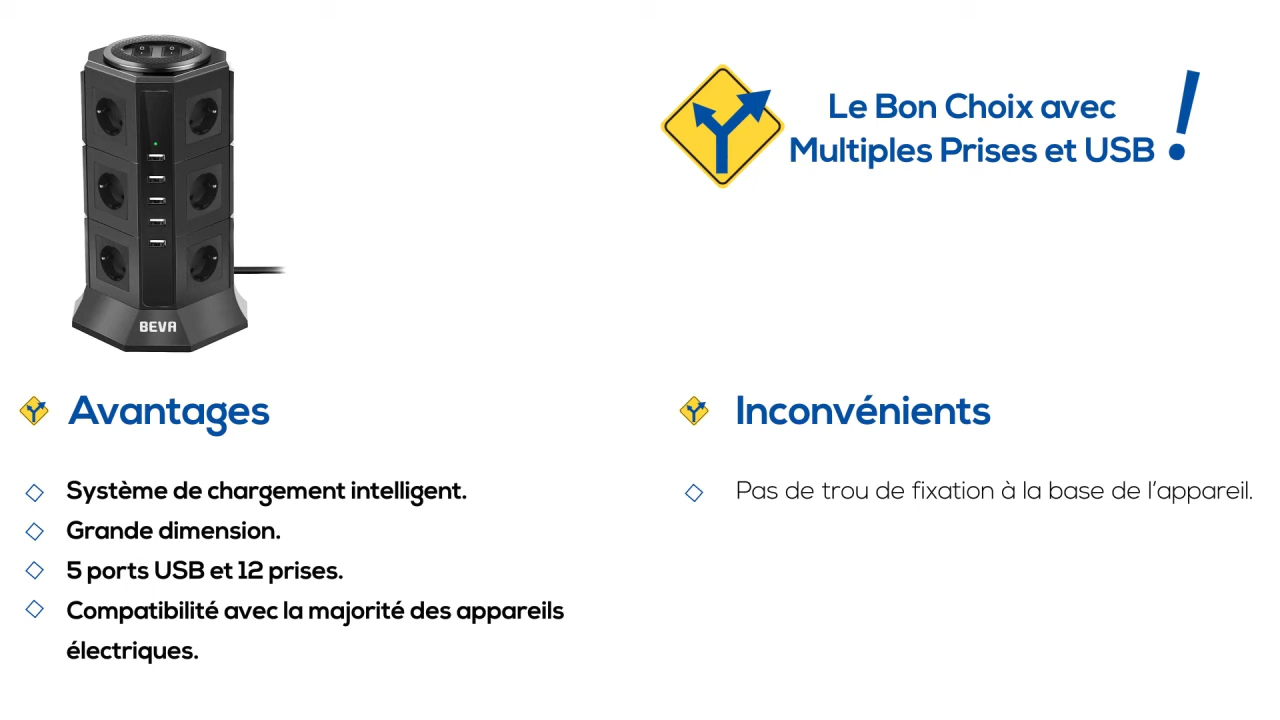 Le Bon Choix avec
Multiples Prises et USB !
BEVA
Avantages
Système de chargement intelligent.
Grande dimension.
5 ports USB et 12 prises.
Compatibilité avec la majorité des appareils
électriques.
Inconvénients
Pas de trou de fixation à la base de l’appareil.